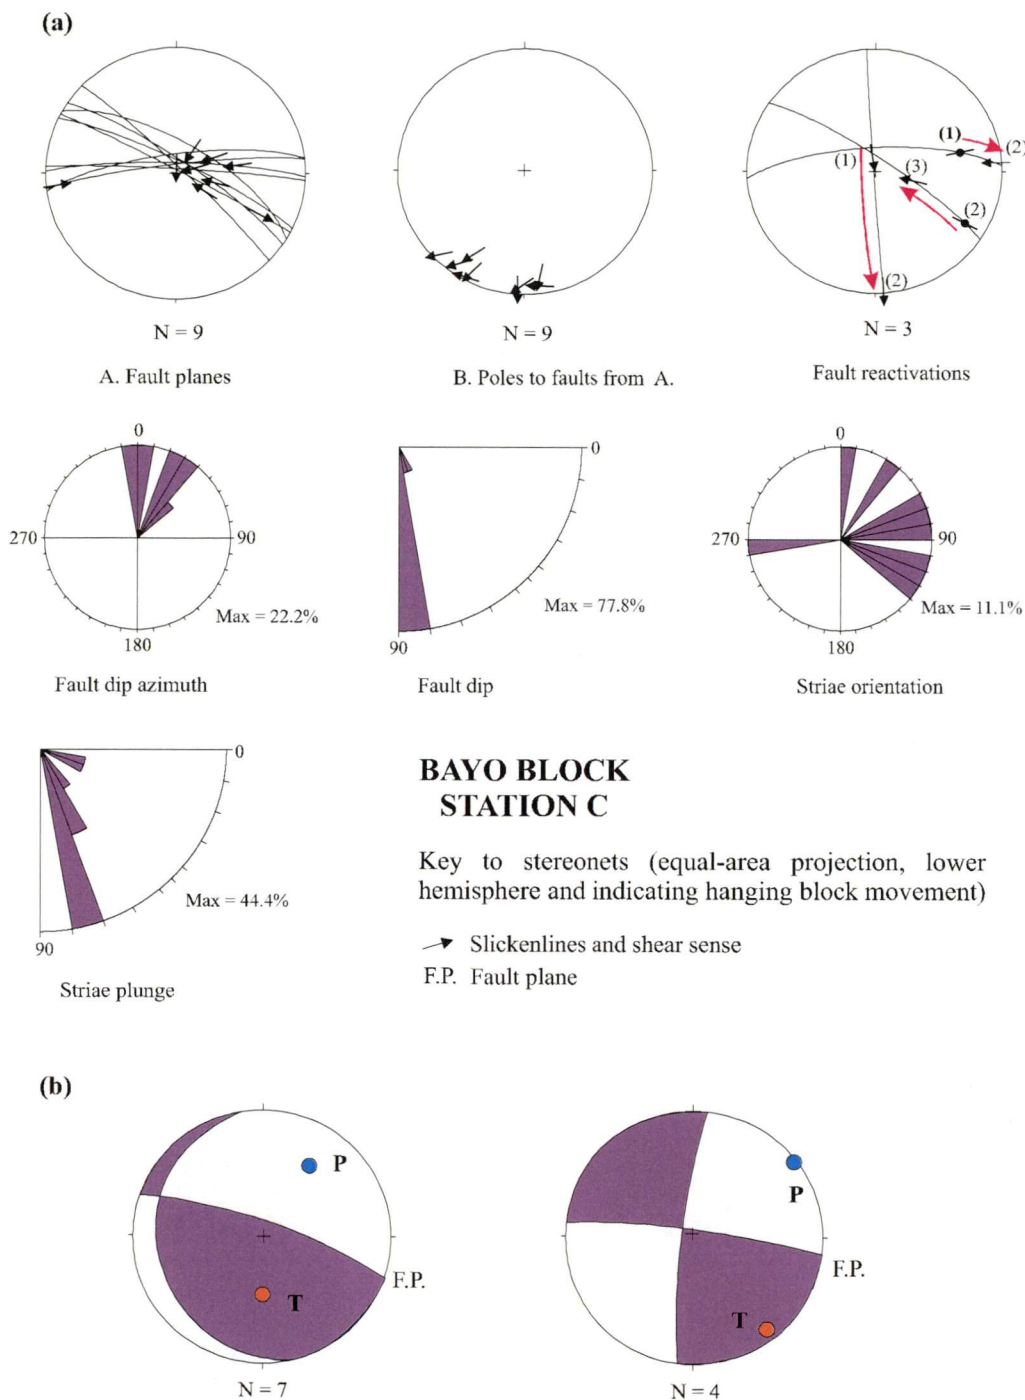 (a)
(1)
(2)
(1)
(3)
(2)
(2)
N = 9
N = 9
N = 3
A. Fault planes
B. Poles to faults from A.
Fault reactivations
0
270
90
180
Max = 22.2%
Fault dip azimuth
0
90
Max = 77.8%
Fault dip
0
270
90
180
Max = 11.1%
Striae orientation
0
90
Max = 44.4%
Striae plunge
BAYO BLOCK
STATION C
Key to stereonets (equal-area projection, lower
hemisphere and indicating hanging block movement)
Slickenlines and shear sense
F.P. Fault plane
(b)
P
T
F.P.
N = 7
P
T
F.P.
N = 4